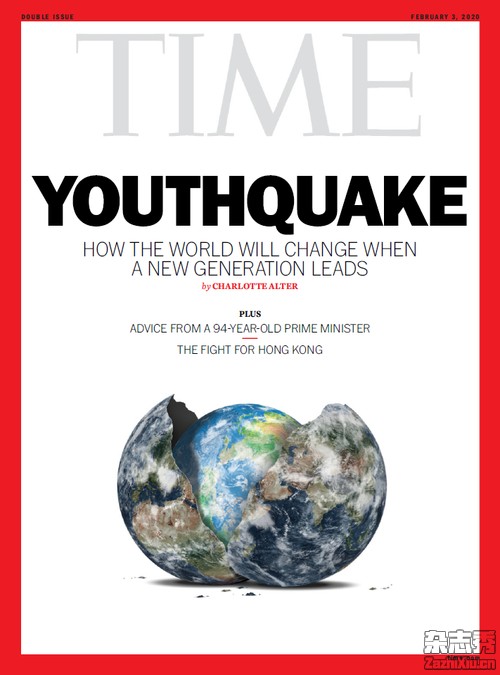 DOUBLE ISSUE
FEBRUARY 3, 2020
TIME
YOUTHQUAKE
HOW THE WORLD WILL CHANGE WHEN
A NEW GENERATION LEADS
by CHARLOTTE ALTER
PLUS
ADVICE FROM A 94-YEAR-OLD PRIME MINISTER
THE FIGHT FOR HONG KONG
杂志秀
ZazhiXiu.cn